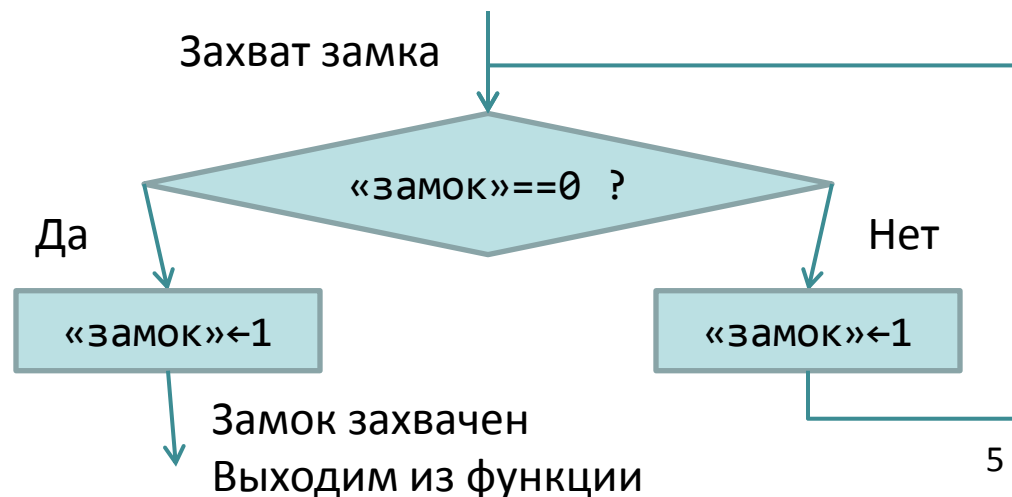 Захват замка
«замок»==0 ?
Да
Нет
«замок»←1
«замок»←1
Замок захвачен
Выходим из функции
5